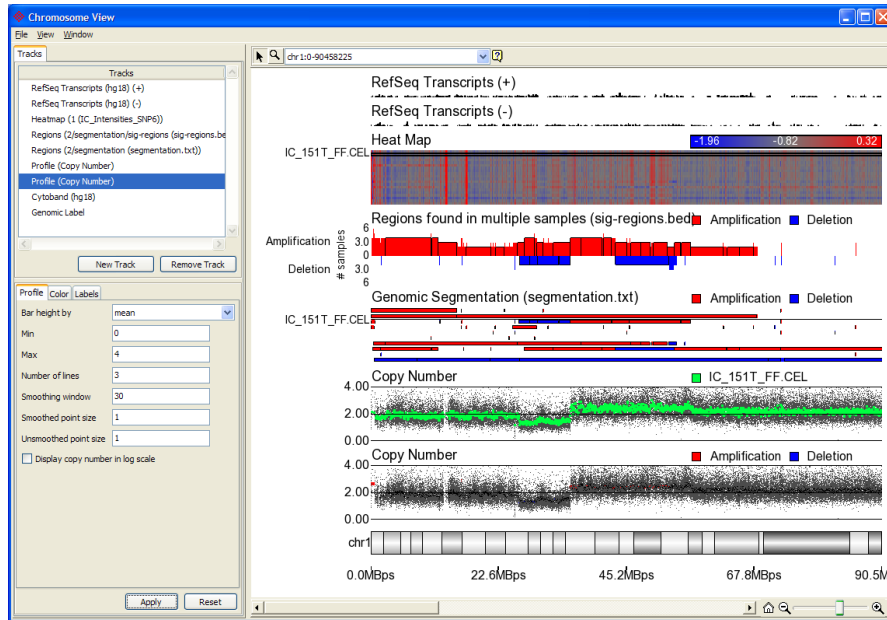 Chromosome View
File View Window
Tracks
Tracks
RefSeq Transcripts (hg18) (+)
RefSeq Transcripts (hg18) (-)
Heatmap (1 (IC_Intensities_SNP6))
Regions (2/segmentation/sig-regions (sig-regions.be
Regions (2/segmentation (segmentation.txt))
Profile (Copy Number)
Profile (Copy Number)
Cytoband (hg18)
Genomic Label
New Track Remove Track
Profile Color Labels
Bar height by mean
Min 0
Max 4
Number of lines 3
Smoothing window 30
Smoothed point size 1
Unsmoothed point size 1
Display copy number in log scale
Apply Reset
chr1:0-90458225
RefSeq Transcripts (+)
RefSeq Transcripts (-)
Heat Map -1.96 -0.82 0.32
IC_151T_FF.CEL
Regions found in multiple samples (sig-regions.bed) Amplification Deletion
6
Amplification 3.0
0
Deletion 3.0
6
# samples
Genomic Segmentation (segmentation.txt) Amplification Deletion
IC_151T_FF.CEL
Copy Number IC_151T_FF.CEL
4.00
2.00
0.00
Copy Number Amplification Deletion
4.00
2.00
0.00
chr1
0.0MBps 22.6MBps 45.2MBps 67.8MBps 90.5M